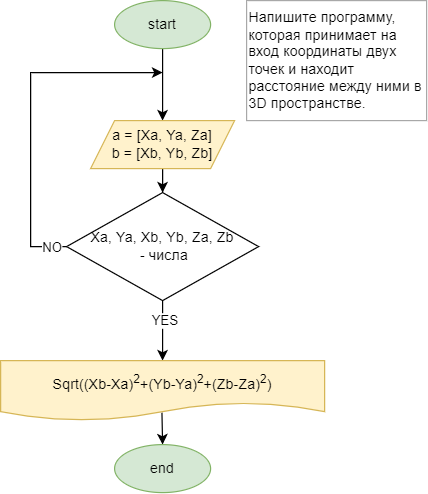 start
Напишите программу,
которая принимает на
вход координаты двух
точек и находит
расстояние между ними в
3D пространстве.
a = [Xa, Ya, Za]
b = [Xb, Yb, Zb]
Xa, Ya, Xb, Yb, Za, Zb
- числа
NO
YES
Sqrt((Xb-Xa)²+(Yb-Ya)²+(Zb-Za)²)
end